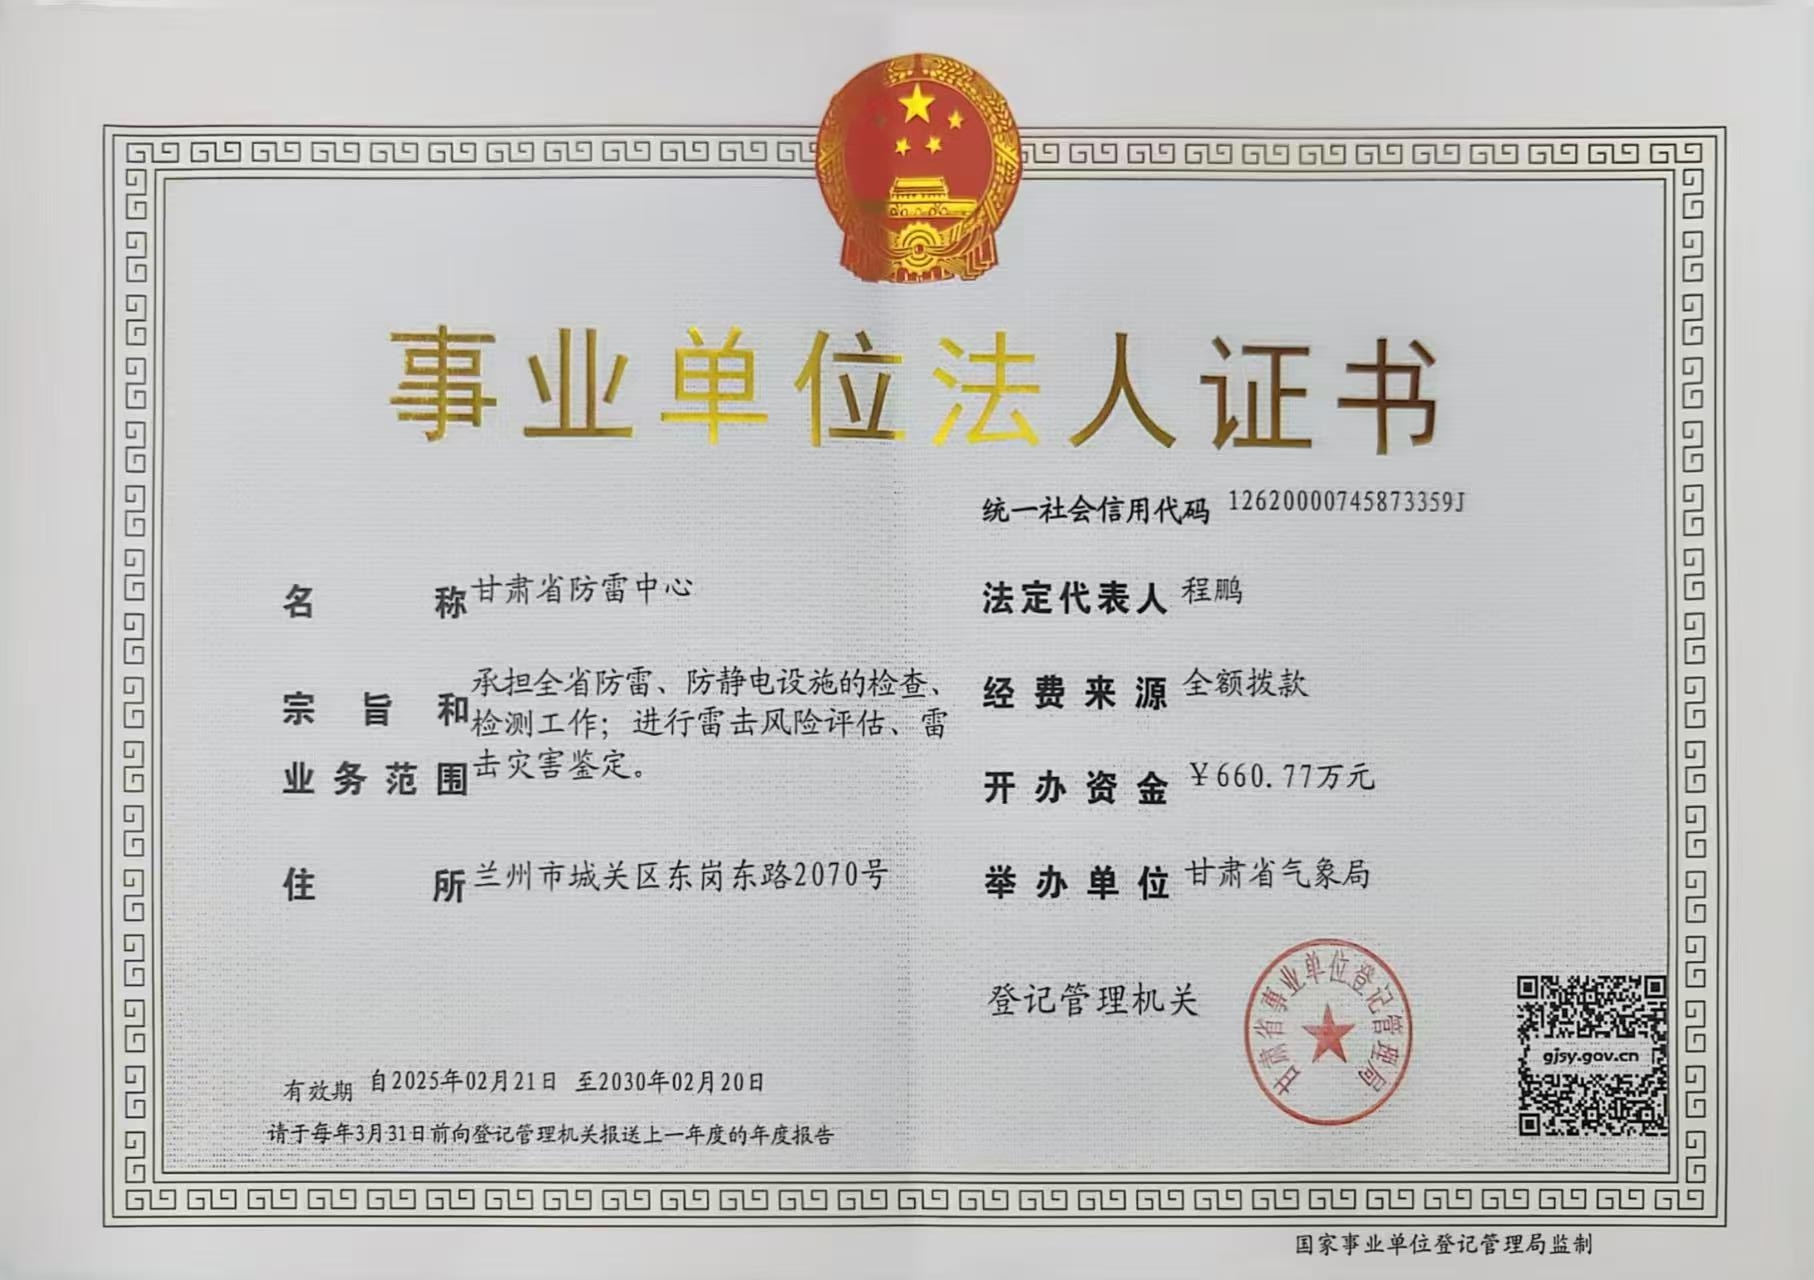 事业单位法人证书
统一社会信用代码 12620000745873359J
名称 甘肃省防雷中心
宗旨和业务范围 承担全省防雷、防静电设施的检查、
检测工作；进行雷击风险评估、雷
击灾害鉴定。
住所 兰州市城关区东岗东路2070号
法定代表人 程鹏
经费来源 全额拨款
开办资金 ￥660.77万元
举办单位 甘肃省气象局
登记管理机关
甘肃省事业单位登记管理局
gjsy.gov.cn
有效期 自2025年02月21日 至2030年02月20日
请于每年3月31日前向登记管理机关报送上一年度的年度报告
国家事业单位登记管理局监制